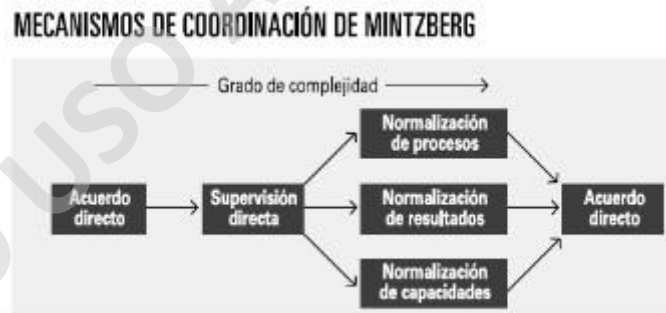 MECANISMOS DE COORDINACIÓN DE MINTZBERG
Grado de complejidad
Normalización
de procesos
Acuerdo
directo
Supervisión
directa
Normalización
de resultados
Acuerdo
directo
Normalización
de capacidades
USO